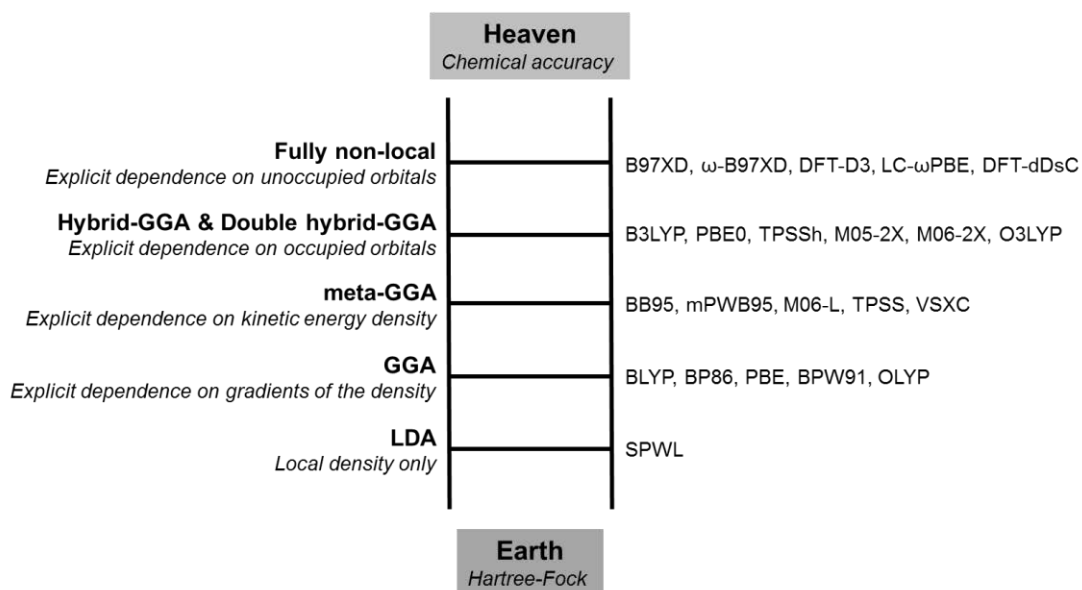 Heaven
Chemical accuracy
Fully non-local
Explicit dependence on unoccupied orbitals
B97XD, ω-B97XD, DFT-D3, LC-ωPBE, DFT-dDsC
Hybrid-GGA & Double hybrid-GGA
Explicit dependence on occupied orbitals
B3LYP, PBE0, TPSSh, M05-2X, M06-2X, O3LYP
meta-GGA
Explicit dependence on kinetic energy density
BB95, mPWB95, M06-L, TPSS, VSXC
GGA
Explicit dependence on gradients of the density
BLYP, BP86, PBE, BPW91, OLYP
LDA
Local density only
SPWL
Earth
Hartree-Fock